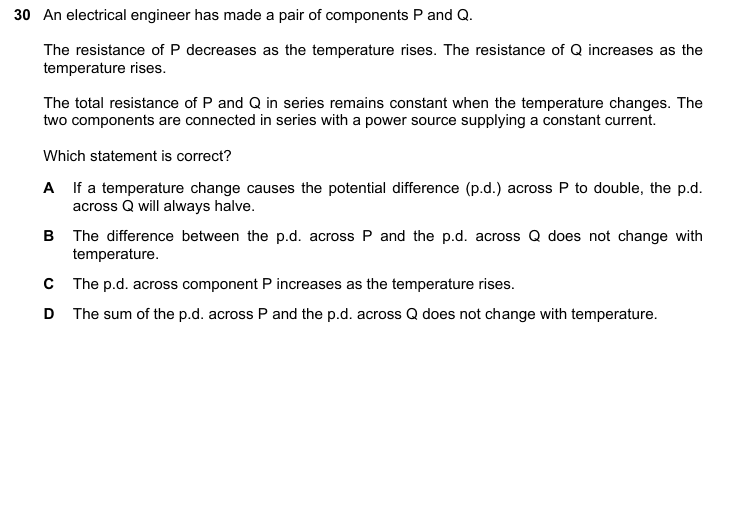 30 An electrical engineer has made a pair of components P and Q.
The resistance of P decreases as the temperature rises. The resistance of Q increases as the
temperature rises.
The total resistance of P and Q in series remains constant when the temperature changes. The
two components are connected in series with a power source supplying a constant current.
Which statement is correct?
A If a temperature change causes the potential difference (p.d.) across P to double, the p.d.
across Q will always halve.
B The difference between the p.d. across P and the p.d. across Q does not change with
temperature.
C The p.d. across component P increases as the temperature rises.
D The sum of the p.d. across P and the p.d. across Q does not change with temperature.